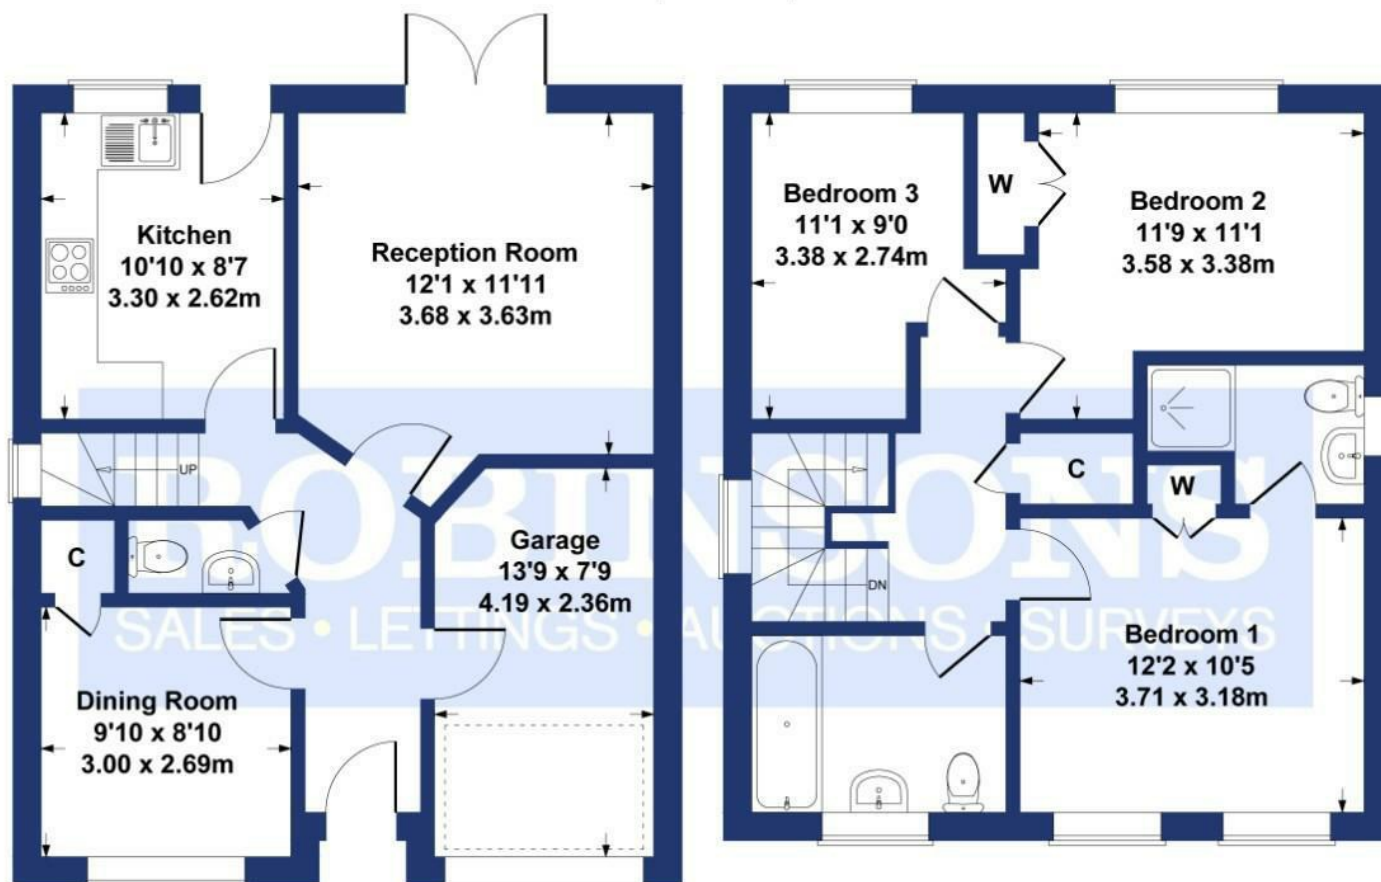 Kitchen
10'10 x 8'7
3.30 x 2.62m
Reception Room
12'1 x 11'11
3.68 x 3.63m
UP
C
Garage
13'9 x 7'9
4.19 x 2.36m
Dining Room
9'10 x 8'10
3.00 x 2.69m
Bedroom 3
11'1 x 9'0
3.38 x 2.74m
W
Bedroom 2
11'9 x 11'1
3.58 x 3.38m
C
W
DN
Bedroom 1
12'2 x 10'5
3.71 x 3.18m
ROBINSONS
SALES • LETTINGS • AUCTIONS • SURVEYS